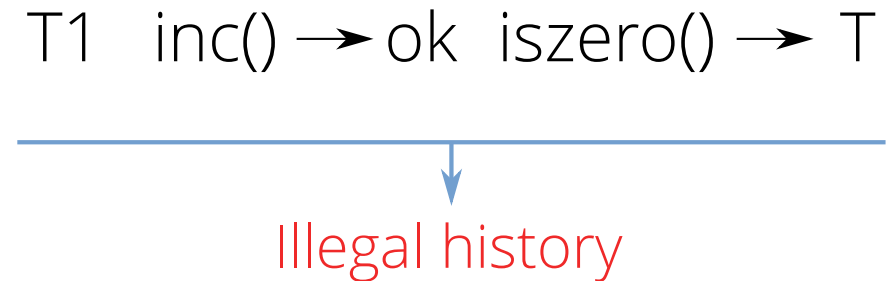 T1 inc() → ok iszero() → T
Illegal history